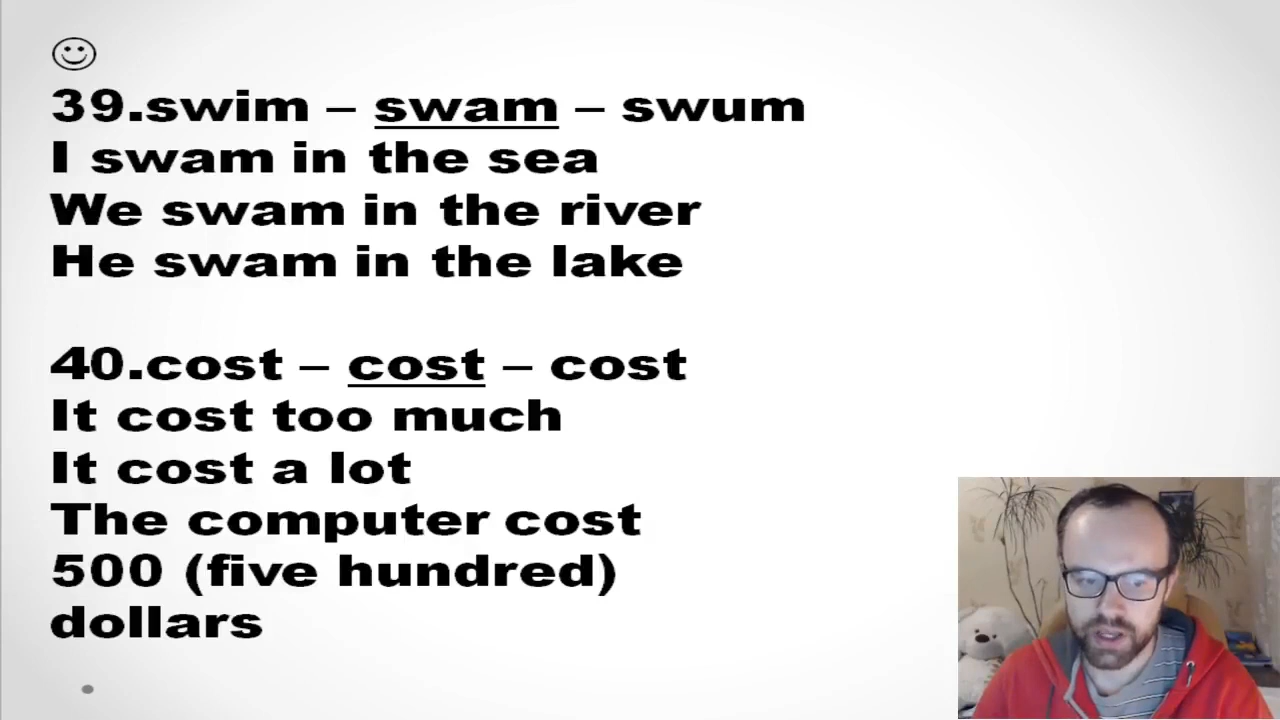 39.swim – swam – swum
I swam in the sea
We swam in the river
He swam in the lake
40.cost – cost – cost
It cost too much
It cost a lot
The computer cost
500 (five hundred)
dollars